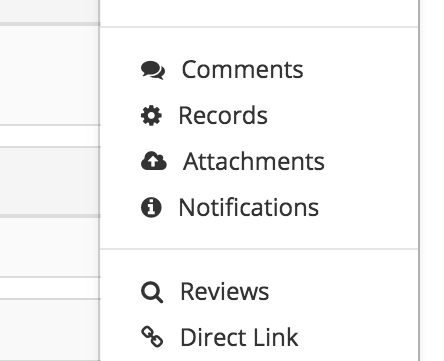 Comments
Records
Attachments
Notifications
Reviews
Direct Link